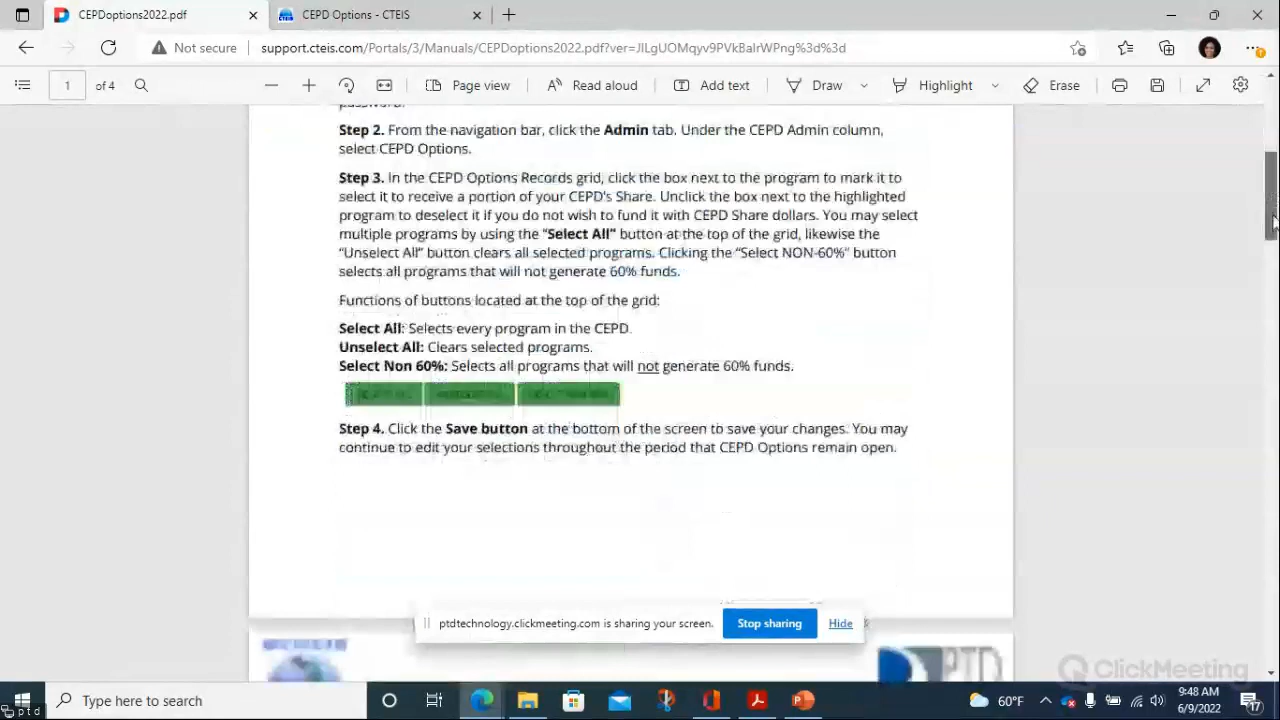 CEPDoptions2022.pdf
CEPD Options - CTEIS
Not secure
support.cteis.com/Portals/3/Manuals/CEPDoptions2022.pdf?ver=JILgUOMqyv9PVkBalrWPng%3d%3d
1 of 4
Page view
Read aloud
Add text
Draw
Highlight
Erase
password.
Step 2. From the navigation bar, click the Admin tab. Under the CEPD Admin column,
select CEPD Options.
Step 3. In the CEPD Options Records grid, click the box next to the program to mark it to
select it to receive a portion of your CEPD's Share. Unclick the box next to the highlighted
program to deselect it if you do not wish to fund it with CEPD Share dollars. You may select
multiple programs by using the "Select All" button at the top of the grid, likewise the
"Unselect All" button clears all selected programs. Clicking the "Select NON-60%" button
selects all programs that will not generate 60% funds.
Functions of buttons located at the top of the grid:
Select All: Selects every program in the CEPD.
Unselect All: Clears selected programs.
Select Non 60%: Selects all programs that will not generate 60% funds.
Step 4. Click the Save button at the bottom of the screen to save your changes. You may
continue to edit your selections throughout the period that CEPD Options remain open.
ptdtechnology.clickmeeting.com is sharing your screen.
Stop sharing
Hide
PTD
ClickMeeting
Type here to search
60°F
9:48 AM
6/9/2022
17
ptd